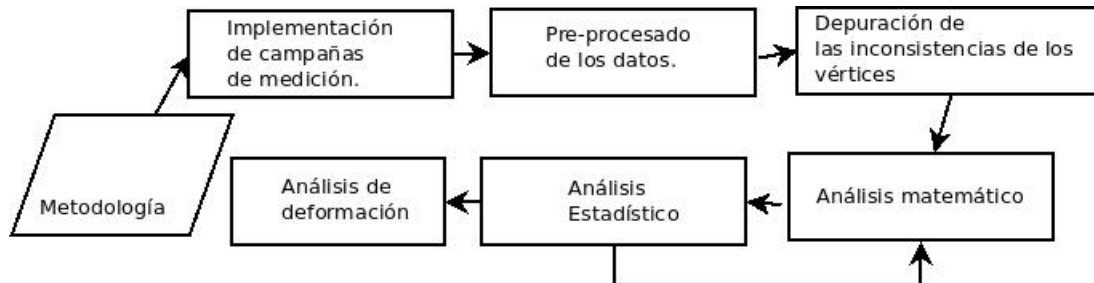 Implementación
de campañas
de medición.
Pre-procesado
de los datos.
Depuración de
las inconsistencias de los
vértices
Metodología
Análisis de
deformación
Análisis
Estadístico
Análisis matemático